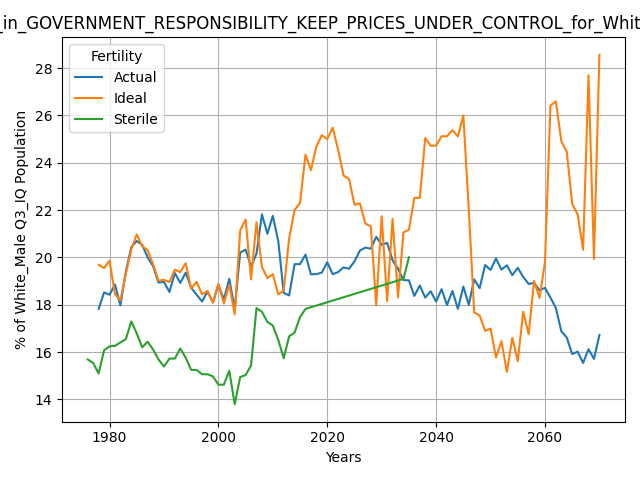 _in_GOVERNMENT_RESPONSIBILITY_KEEP_PRICES_UNDER_CONTROL_for_Whit
Fertility
Actual
Ideal
Sterile
% of White_Male Q3_IQ Population
28
26
24
22
20
18
16
14
1980 2000 2020 2040 2060
Years